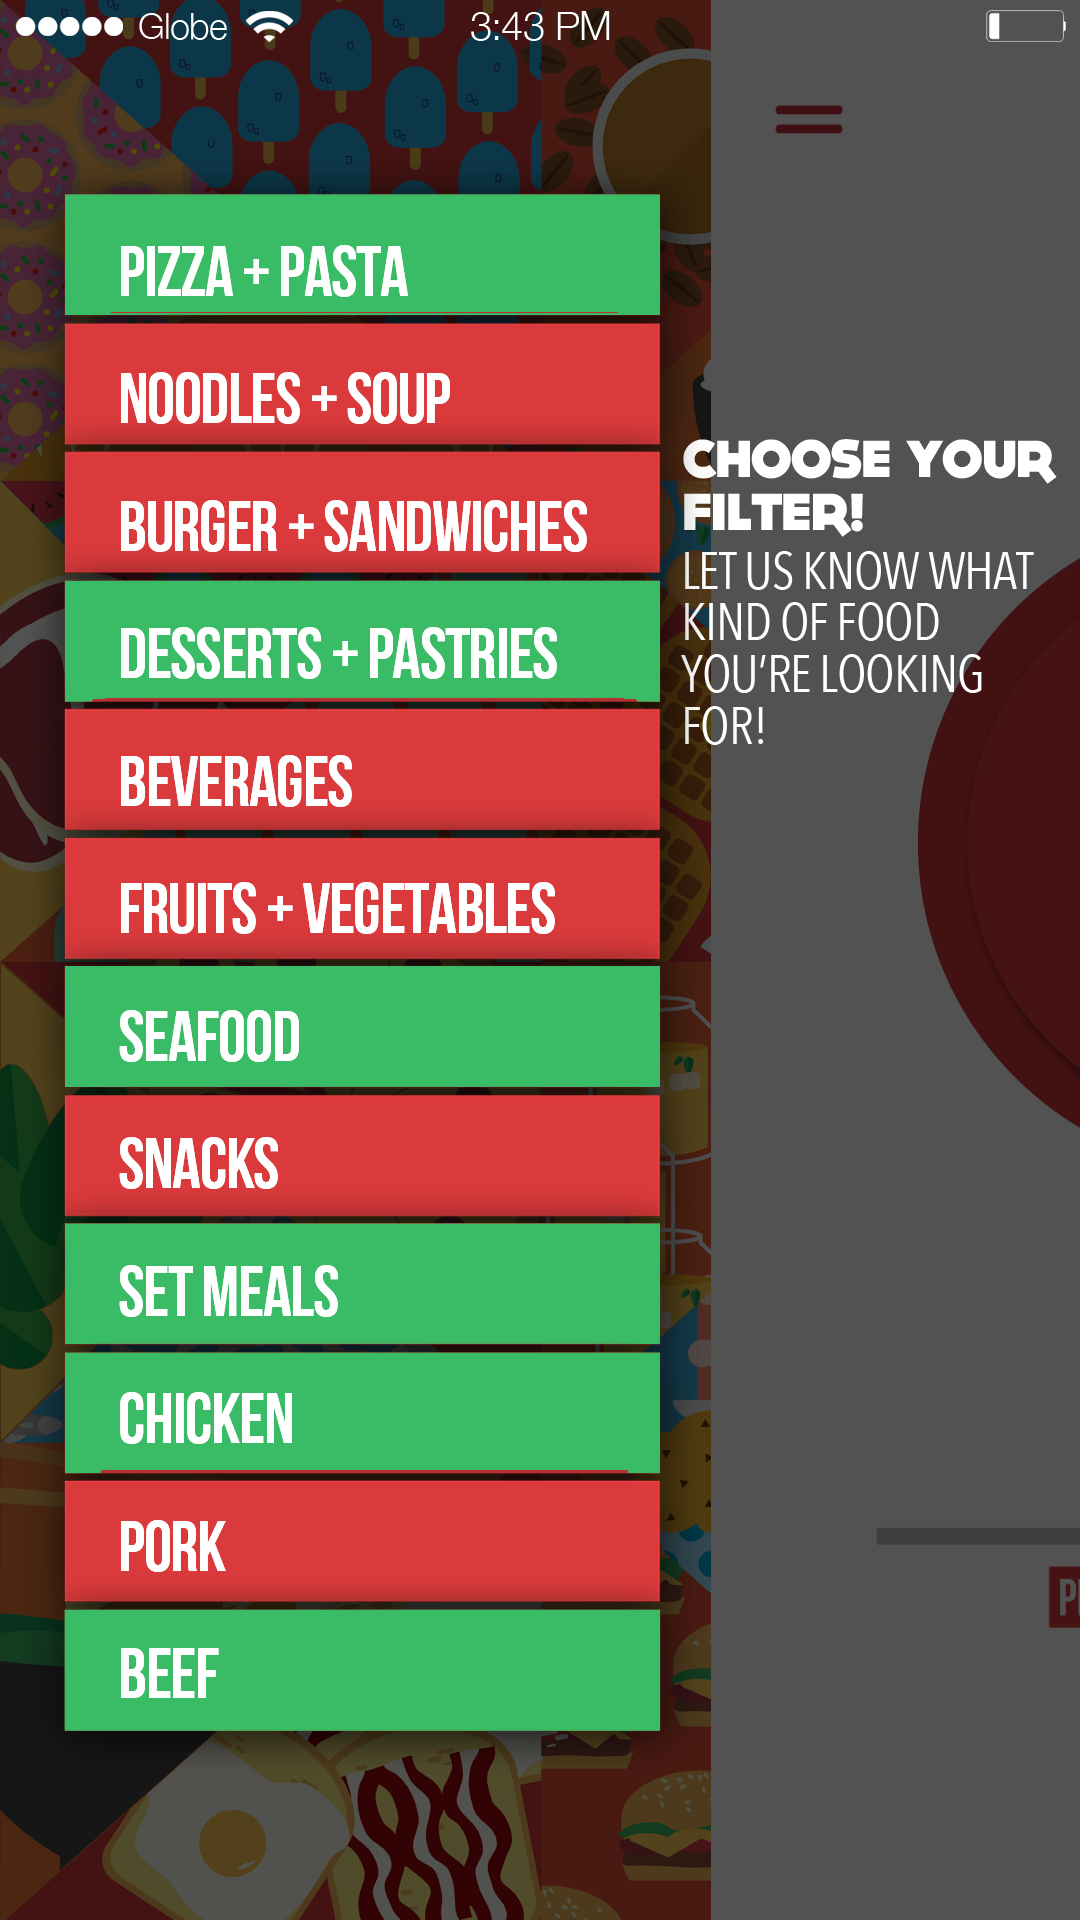 Globe 3:43 PM
PIZZA + PASTA
NOODLES + SOUP
BURGER + SANDWICHES
DESSERTS + PASTRIES
BEVERAGES
FRUITS + VEGETABLES
SEAFOOD
SNACKS
SET MEALS
CHICKEN
PORK
BEEF
CHOOSE YOUR
FILTER!
LET US KNOW WHAT
KIND OF FOOD
YOU'RE LOOKING
FOR!